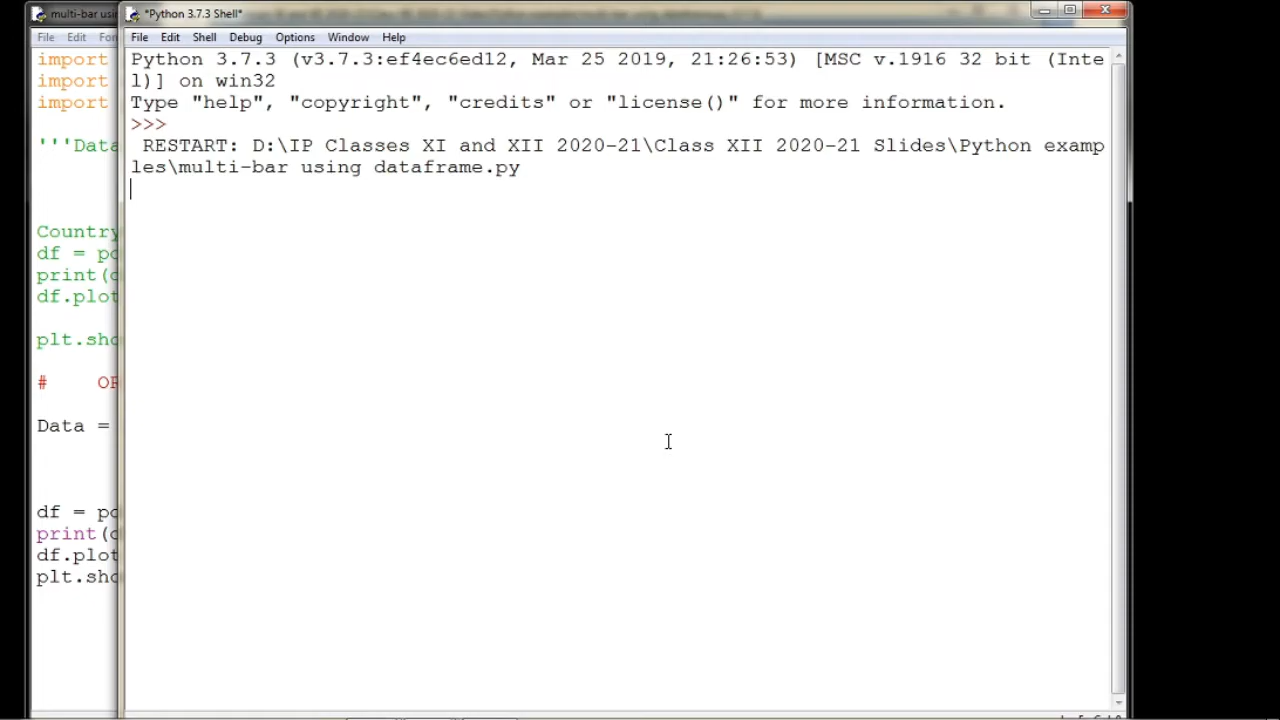 multi-bar usi
*Python 3.7.3 Shell*
File Edit For
File Edit Shell Debug Options Window Help
import
import
import
'''Data
Country
df = pd
print(d
df.plot
plt.sho
# OR
Data =
df = pd
print(d
df.plot
plt.sho
Python 3.7.3 (v3.7.3:ef4ec6ed12, Mar 25 2019, 21:26:53) [MSC v.1916 32 bit (Inte
l)] on win32
Type "help", "copyright", "credits" or "license()" for more information.
>>>
RESTART: D:\IP Classes XI and XII 2020-21\Class XII 2020-21 Slides\Python examp
les\multi-bar using dataframe.py